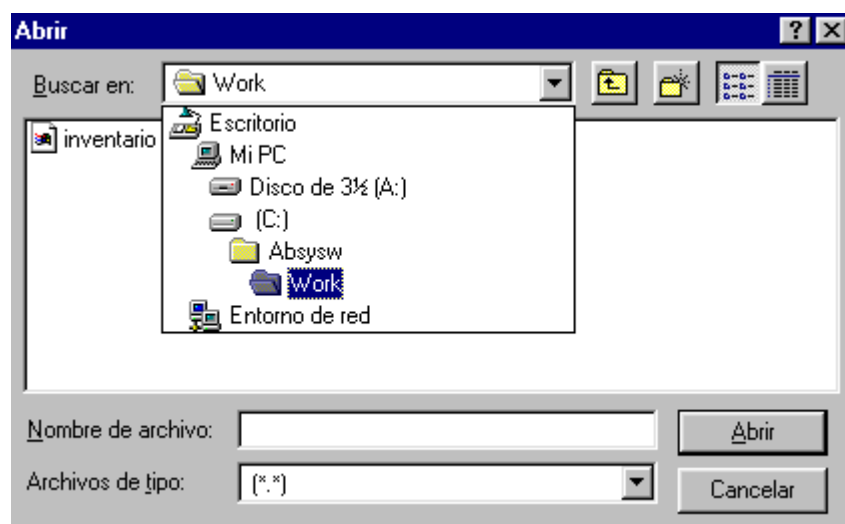 Abrir
Buscar en: Work
Escritorio
inventario
Mi PC
Disco de 3½ (A:)
(C:)
Absysw
Work
Entorno de red
Nombre de archivo: Abrir
Archivos de tipo: (*.*) Cancelar